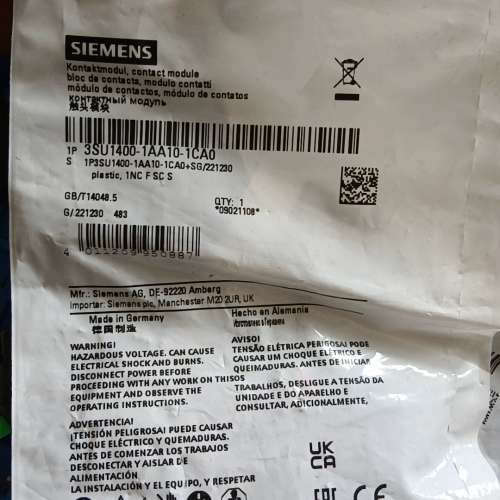 SIEMENS
Kontaktmodul, contact module
bloc de contacts, modulo contatti
módulo de contactos, módulo de contatos
контактный модуль
触头模块
1P 3SU1400-1AA10-1CA0
S 1P3SU1400-1AA10-1CA0+SG/221230
plastic, 1NC F SC S
GB/T14048.5
QTY: 1
*09021108*
G/221230 483
4 011209 950887
Mfr.: Siemens AG, DE-92220 Amberg
Importar: Siemens plc, Manchester M20 2UR, UK
Made in Germany
Hecho en Alemania
德国制造
WARNING!
HAZARDOUS VOLTAGE. CAN CAUSE
ELECTRICAL SHOCK AND BURNS.
DISCONNECT POWER BEFORE
PROCEEDING WITH ANY WORK ON THIS
EQUIPMENT AND OBSERVE THE
OPERATING INSTRUCTIONS.
AVISO!
TENSÃO ELÉTRICA PERIGOSA! PODE
CAUSAR UM CHOQUE ELÉTRICO E
QUEIMADURAS. ANTES DE INICIAR
OS TRABALHOS, DESLIGUE A TENSÃO DA
UNIDADE E DO APARELHO E
CONSULTAR, ADICIONALMENTE,
ADVERTENCIA!
¡TENSIÓN PELIGROSA! PUEDE CAUSAR
CHOQUE ELÉCTRICO Y QUEMADURAS.
ANTES DE COMENZAR LOS TRABAJOS
DESCONECTAR Y AISLAR DE
ALIMENTACIÓN
LA INSTALACIÓN Y EL EQUIPO, Y RESPETAR
UK
CA
EAC CE